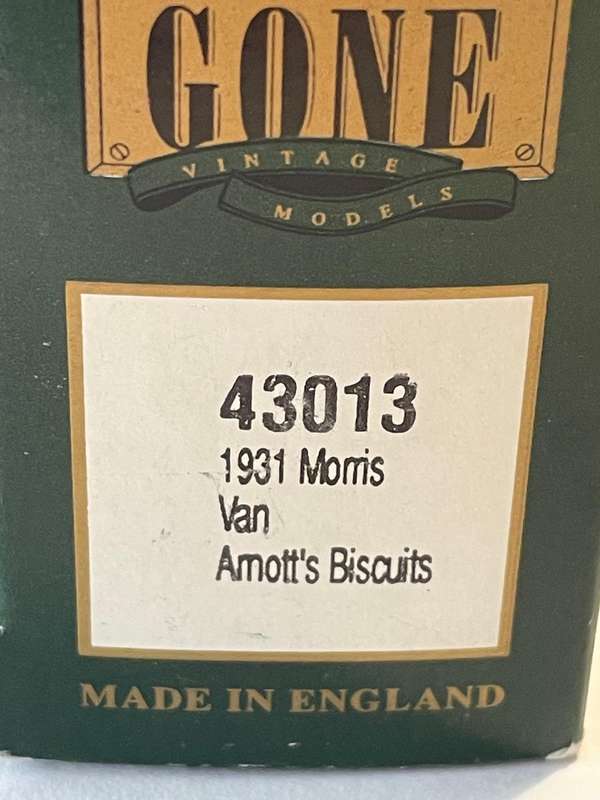 GONE
VINTAGE
MODELS
43013
1931 Morris
Van
Arnott's Biscuits
MADE IN ENGLAND